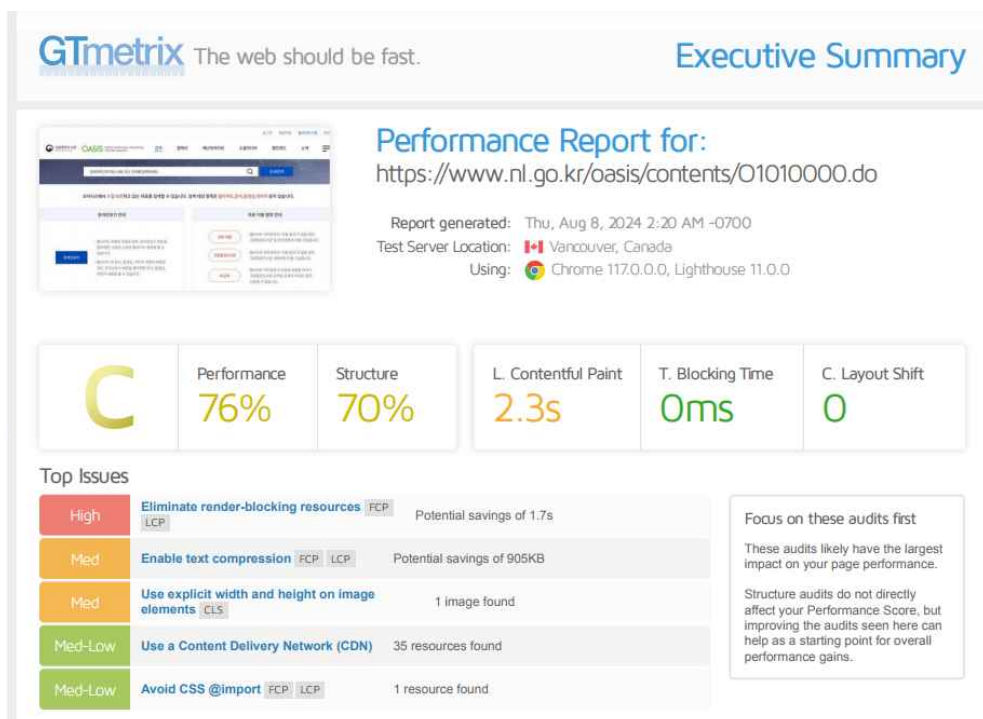 GTmetrix The web should be fast.
Executive Summary
OASIS
Performance Report for:
https://www.nl.go.kr/oasis/contents/O1010000.do
Report generated: Thu, Aug 8, 2024 2:20 AM -0700
Test Server Location: Vancouver, Canada
Using: Chrome 117.0.0.0, Lighthouse 11.0.0
C
Performance
76%
Structure
70%
L. Contentful Paint
2.3s
T. Blocking Time
0ms
C. Layout Shift
0
Top Issues
High
Eliminate render-blocking resources FCP
LCP
Potential savings of 1.7s
Med
Enable text compression FCP LCP
Potential savings of 905KB
Med
Use explicit width and height on image
elements CLS
1 image found
Med-Low
Use a Content Delivery Network (CDN)
35 resources found
Med-Low
Avoid CSS @import FCP LCP
1 resource found
Focus on these audits first
These audits likely have the largest
impact on your page performance.
Structure audits do not directly
affect your Performance Score, but
improving the audits seen here can
help as a starting point for overall
performance gains.